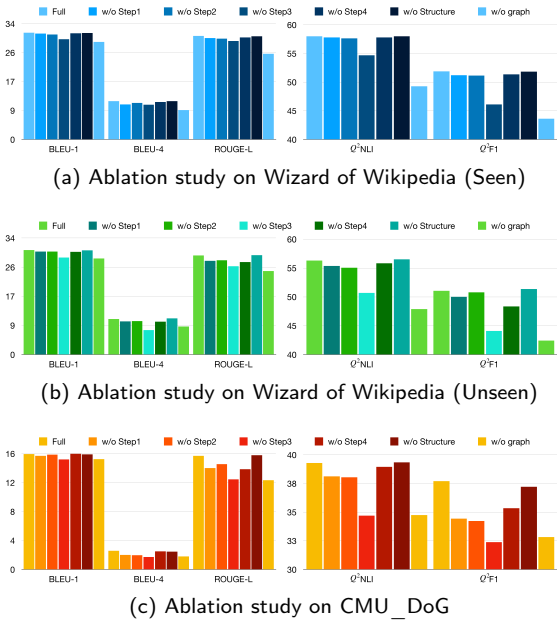 Full w/o Step1 w/o Step2 w/o Step3 w/o Step4 w/o Structure w/o graph
34
26
17
9
0
BLEU-1 BLEU-4 ROUGE-L
60
55
50
45
40
Q²NLI Q²F1
(a) Ablation study on Wizard of Wikipedia (Seen)
Full w/o Step1 w/o Step2 w/o Step3 w/o Step4 w/o Structure w/o graph
34
26
17
9
0
BLEU-1 BLEU-4 ROUGE-L
60
55
50
45
40
Q²NLI Q²F1
(b) Ablation study on Wizard of Wikipedia (Unseen)
Full w/o Step1 w/o Step2 w/o Step3 w/o Step4 w/o Structure w/o graph
16
12
8
4
0
BLEU-1 BLEU-4 ROUGE-L
40
38
35
33
30
Q²NLI Q²F1
(c) Ablation study on CMU_DoG